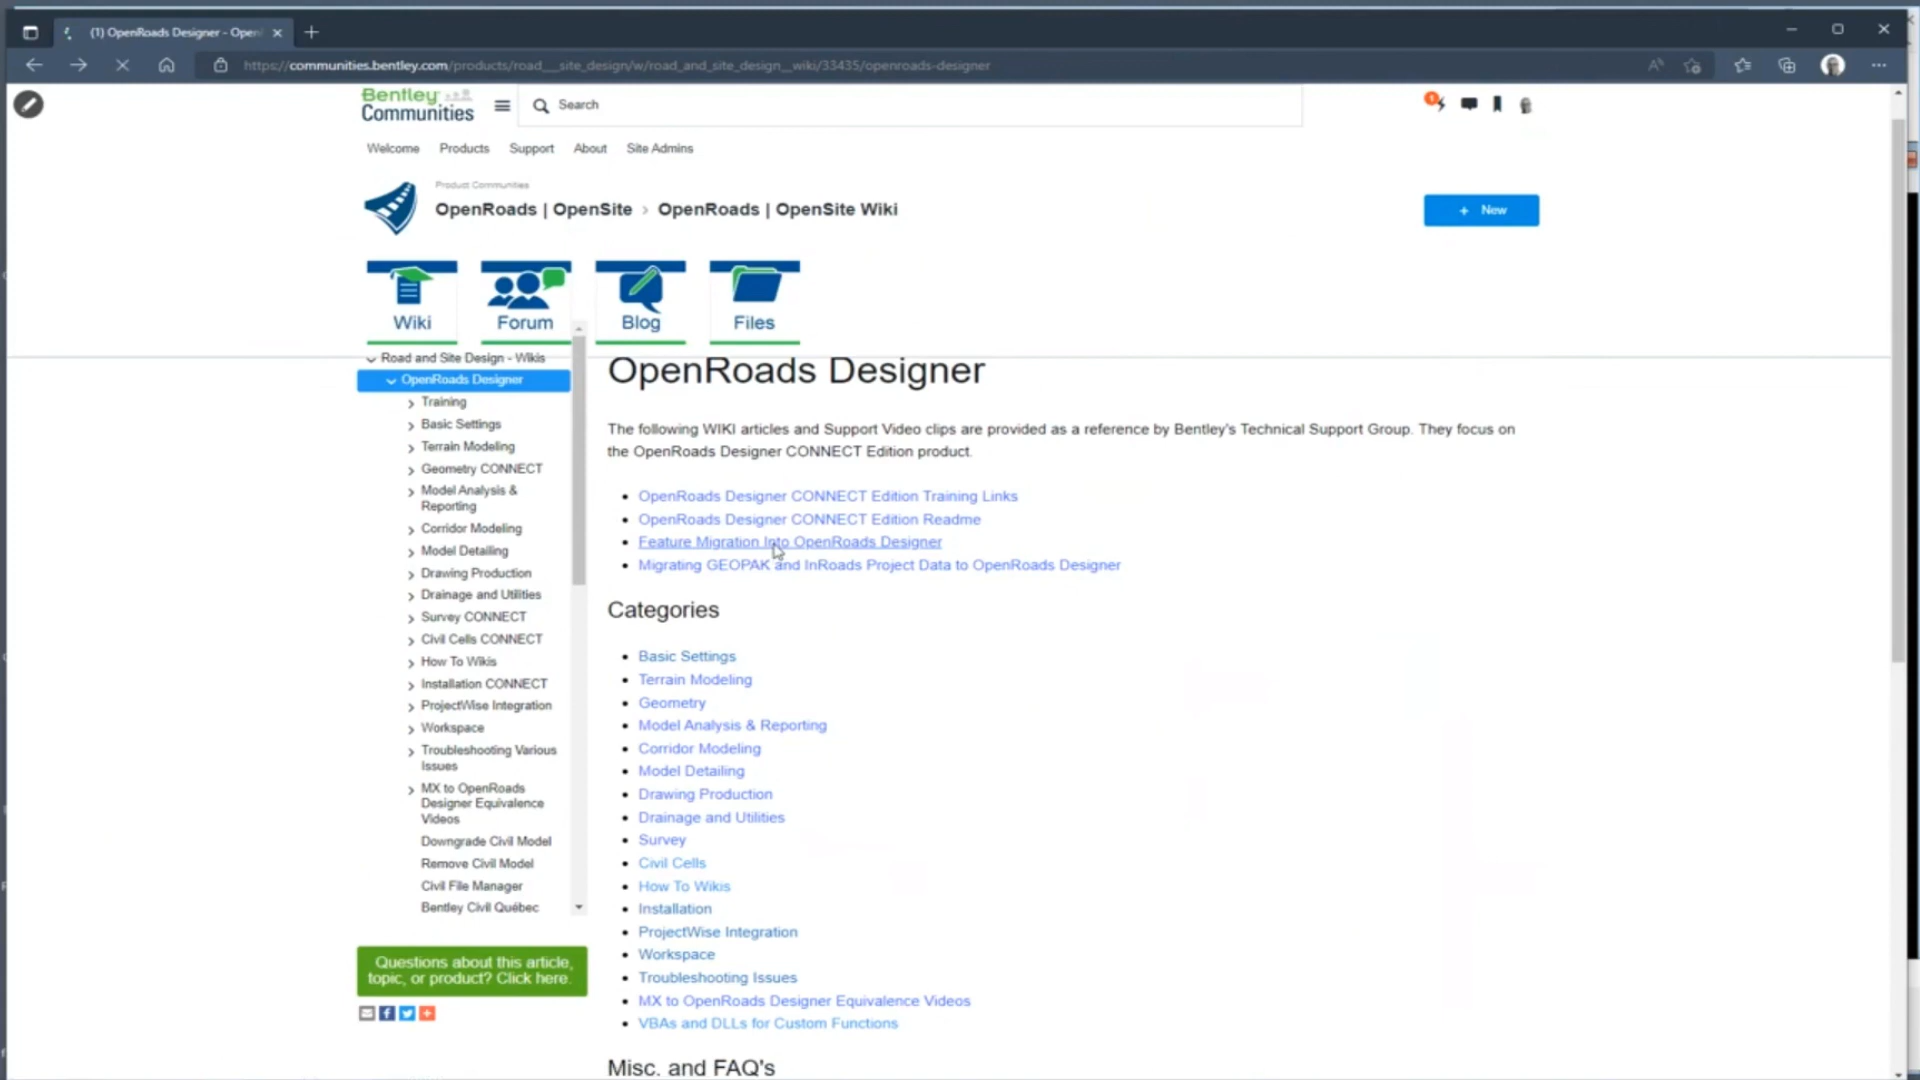 (1) OpenRoads Designer - Open
https://communities.bentley.com/products/road___site_design/w/road_and_site_design__wiki/33435/openroads-designer
Bentley
Communities
Search
1
Welcome Products Support About Site Admins
Product Communities
OpenRoads | OpenSite › OpenRoads | OpenSite Wiki
+ New
Wiki Forum Blog Files
Road and Site Design - Wikis
OpenRoads Designer
Training
Basic Settings
Terrain Modeling
Geometry CONNECT
Model Analysis &
Reporting
Corridor Modeling
Model Detailing
Drawing Production
Drainage and Utilities
Survey CONNECT
Civil Cells CONNECT
How To Wikis
Installation CONNECT
ProjectWise Integration
Workspace
Troubleshooting Various
Issues
MX to OpenRoads
Designer Equivalence
Videos
Downgrade Civil Model
Remove Civil Model
Civil File Manager
Bentley Civil Québec
Questions about this article,
topic, or product? Click here.
OpenRoads Designer
The following WIKI articles and Support Video clips are provided as a reference by Bentley's Technical Support Group. They focus on
the OpenRoads Designer CONNECT Edition product.
• OpenRoads Designer CONNECT Edition Training Links
• OpenRoads Designer CONNECT Edition Readme
• Feature Migration Into OpenRoads Designer
• Migrating GEOPAK and InRoads Project Data to OpenRoads Designer
Categories
• Basic Settings
• Terrain Modeling
• Geometry
• Model Analysis & Reporting
• Corridor Modeling
• Model Detailing
• Drawing Production
• Drainage and Utilities
• Survey
• Civil Cells
• How To Wikis
• Installation
• ProjectWise Integration
• Workspace
• Troubleshooting Issues
• MX to OpenRoads Designer Equivalence Videos
• VBAs and DLLs for Custom Functions
Misc. and FAQ's